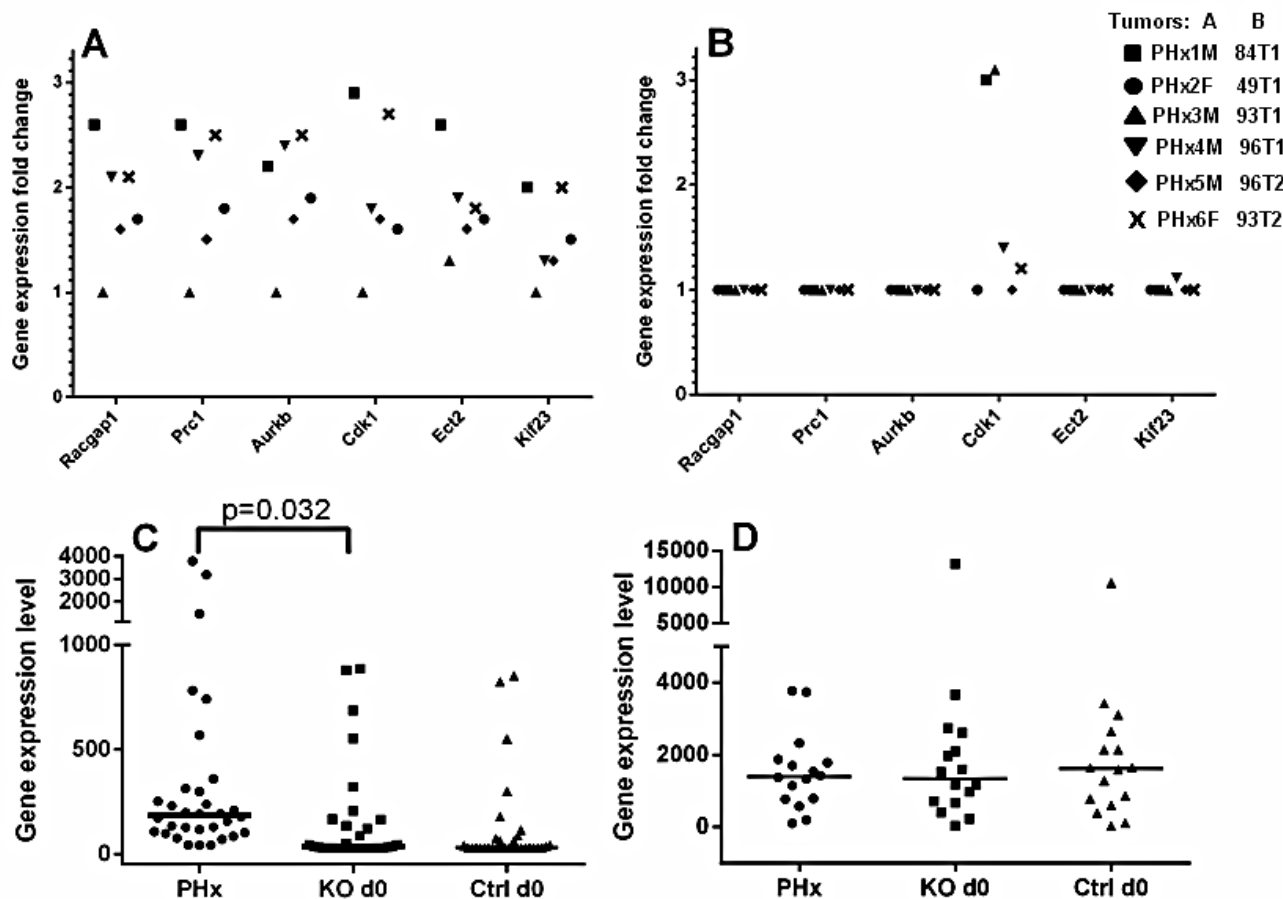 A
Gene expression fold change
3
2
1
0
Racgap1
Prc1
Aurkb
Cdk1
Ect2
Kif23
B
Gene expression fold change
3
2
1
0
Racgap1
Prc1
Aurkb
Cdk1
Ect2
Kif23
Tumors: A B
PHx1M 84T1
PHx2F 49T1
PHx3M 93T1
PHx4M 96T1
PHx5M 96T2
PHx6F 93T2
C
p=0.032
Gene expression level
4000
3000
2000
1000
500
0
PHx
KO d0
Ctrl d0
D
Gene expression level
15000
10000
5000
4000
2000
0
PHx
KO d0
Ctrl d0